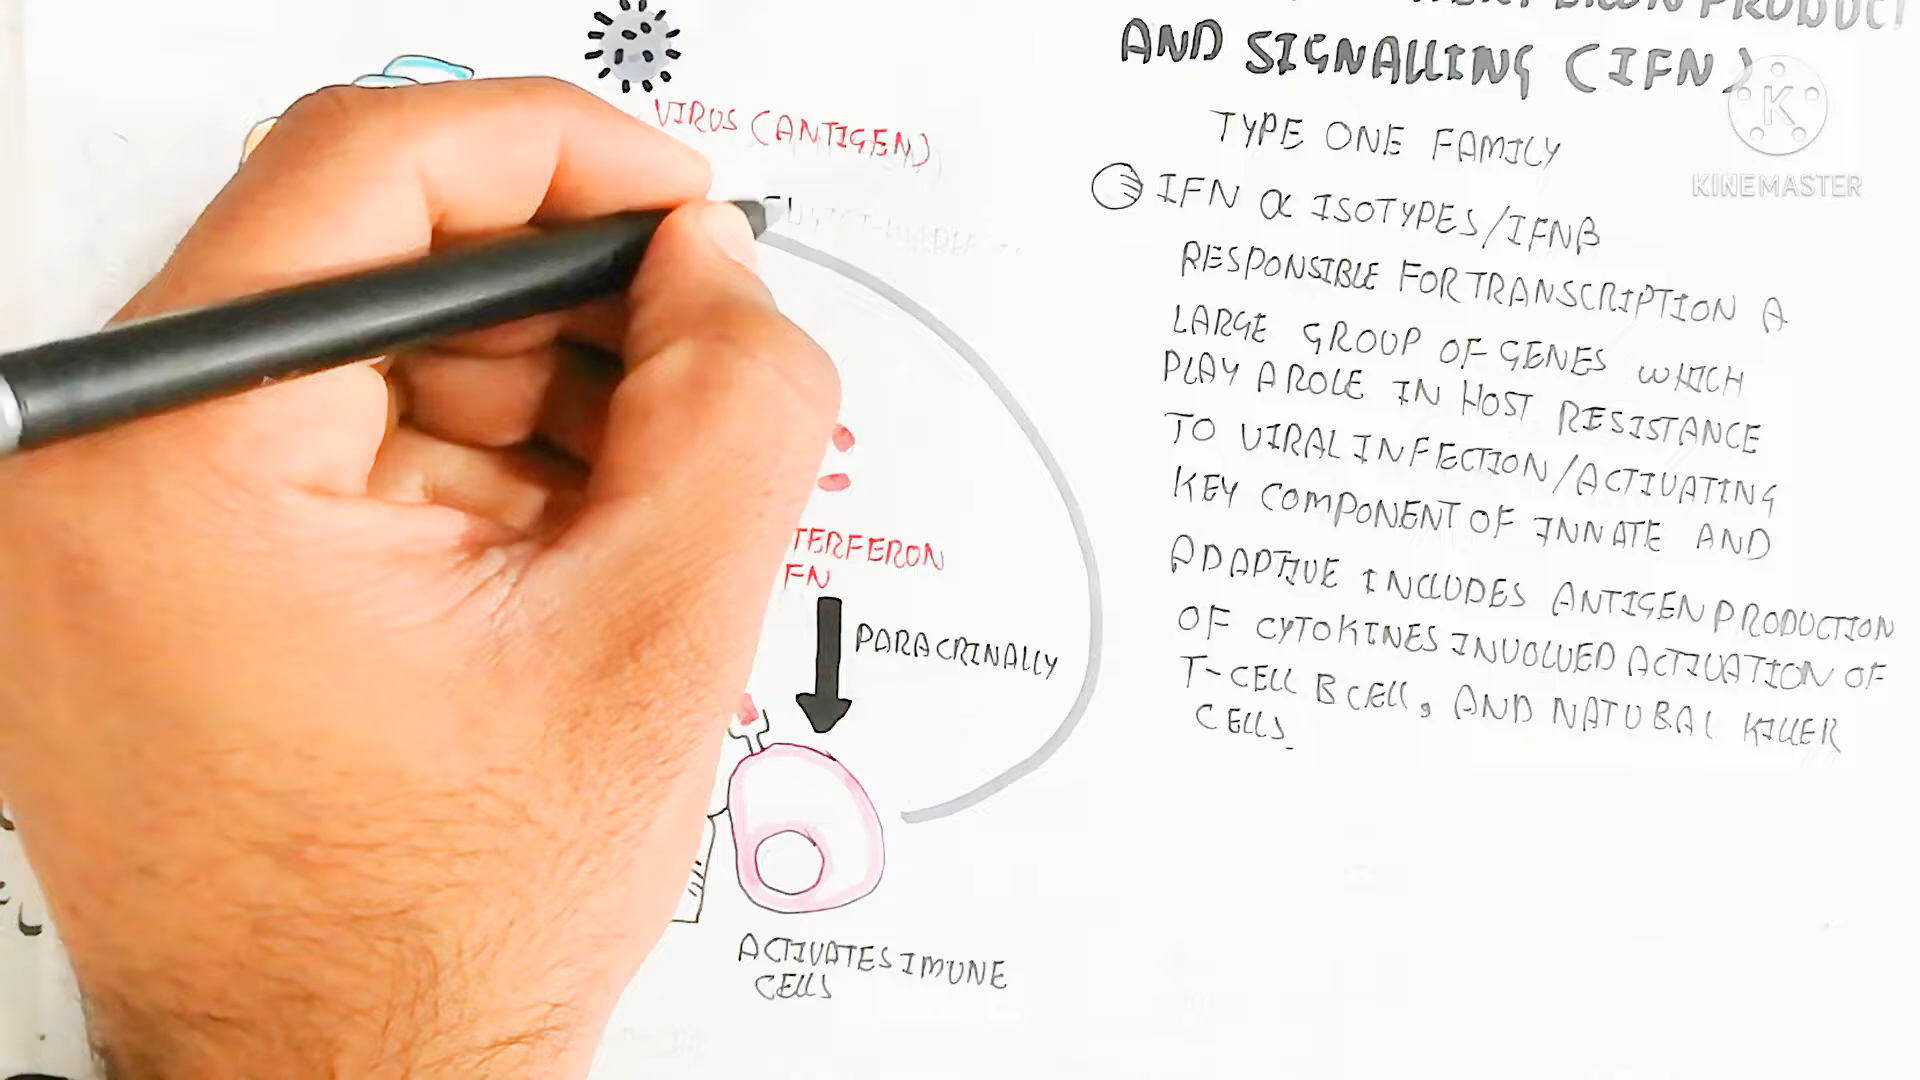 AND SIGNALLING (IFN)
TYPE ONE FAMILY
IFN α ISOTYPES/IFNβ
RESPONSIBLE FOR TRANSCRIPTION A
LARGE GROUP OF GENES WHICH
PLAY A ROLE IN HOST RESISTANCE
TO VIRAL INFECTION/ACTIVATING
KEY COMPONENT OF INNATE AND
ADAPTIVE INCLUDES ANTIGEN PRODUCTION
OF CYTOKINES INVOLVED ACTIVATION OF
T-CELL B CELL, AND NATURAL KILLER
CELLS
VIRUS (ANTIGEN)
TERFERON
FN
PARACRINALLY
ACTIVATES IMUNE
CELLS
KINEMASTER